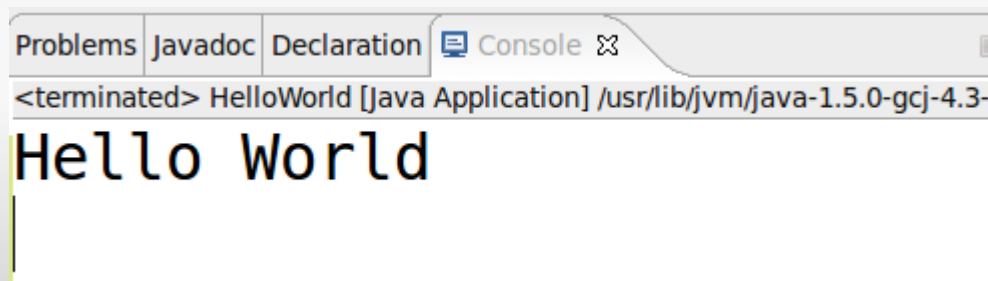 Problems Javadoc Declaration Console
<terminated> HelloWorld [Java Application] /usr/lib/jvm/java-1.5.0-gcj-4.3-
Hello World